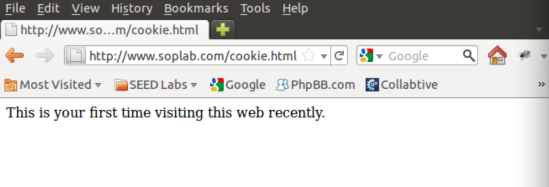 File Edit View History Bookmarks Tools Help
http://www.so...m/cookie.html
http://www.soplab.com/cookie.html Google
Most Visited SEED Labs Google PhpBB.com Collabtive
This is your first time visiting this web recently.